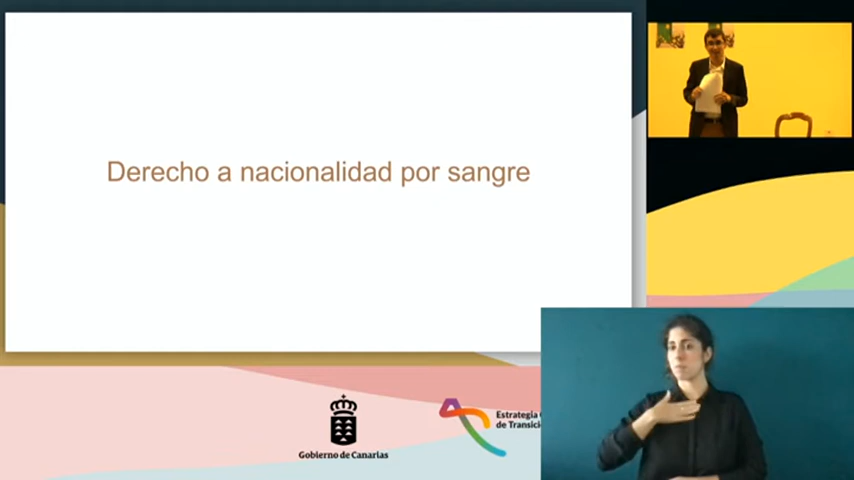 Derecho a nacionalidad por sangre
Gobierno de Canarias
Estrategia
de Transici